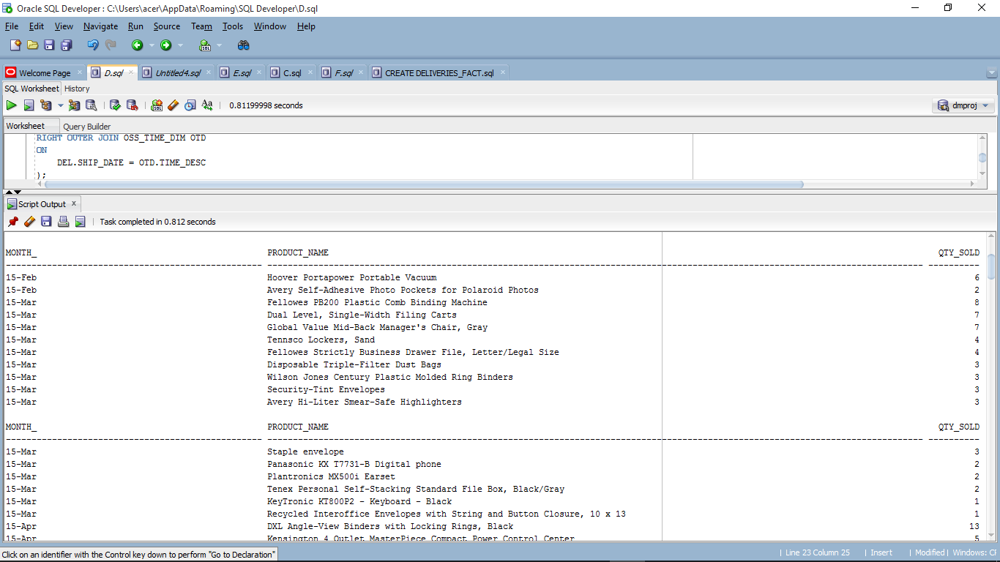 Oracle SQL Developer : C:\Users\acer\AppData\Roaming\SQL Developer\D.sql
File Edit View Navigate Run Source Team Tools Window Help
Welcome Page D.sql Untitled4.sql E.sql C.sql F.sql CREATE DELIVERIES_FACT.sql
SQL Worksheet History
0.81199998 seconds dmproj
Worksheet Query Builder
RIGHT OUTER JOIN OSS_TIME_DIM OTD
ON
DEL.SHIP_DATE = OTD.TIME_DESC
);
Script Output x
Task completed in 0.812 seconds
MONTH_ PRODUCT_NAME QTY_SOLD
15-Feb Hoover Portapower Portable Vacuum 6
15-Feb Avery Self-Adhesive Photo Pockets for Polaroid Photos 2
15-Mar Fellowes PB200 Plastic Comb Binding Machine 8
15-Mar Dual Level, Single-Width Filing Carts 7
15-Mar Global Value Mid-Back Manager's Chair, Gray 7
15-Mar Tennsco Lockers, Sand 4
15-Mar Fellowes Strictly Business Drawer File, Letter/Legal Size 4
15-Mar Disposable Triple-Filter Dust Bags 3
15-Mar Wilson Jones Century Plastic Molded Ring Binders 3
15-Mar Security-Tint Envelopes 3
15-Mar Avery Hi-Liter Smear-Safe Highlighters 3
MONTH_ PRODUCT_NAME QTY_SOLD
15-Mar Staple envelope 3
15-Mar Panasonic KX T7731-B Digital phone 2
15-Mar Plantronics MX500i Earset 2
15-Mar Tenex Personal Self-Stacking Standard File Box, Black/Gray 2
15-Mar KeyTronic KT800P2 - Keyboard - Black 1
15-Mar Recycled Interoffice Envelopes with String and Button Closure, 10 x 13 1
15-Apr DXL Angle-View Binders with Locking Rings, Black 13
15-Apr Kensington 4 Outlet MasterPiece Compact Power Control Center 5
Click on an identifier with the Control key down to perform "Go to Declaration"
Line 23 Column 25 | Insert | Modified | Windows: CF